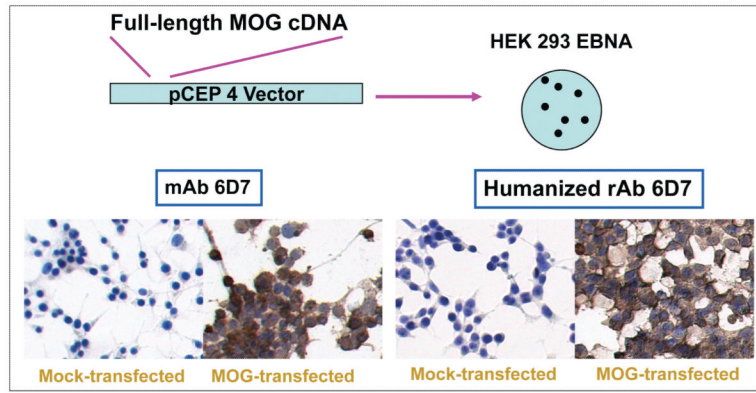 Full-length MOG cDNA
HEK 293 EBNA
pCEP 4 Vector
mAb 6D7
Humanized rAb 6D7
Mock-transfected
MOG-transfected
Mock-transfected
MOG-transfected